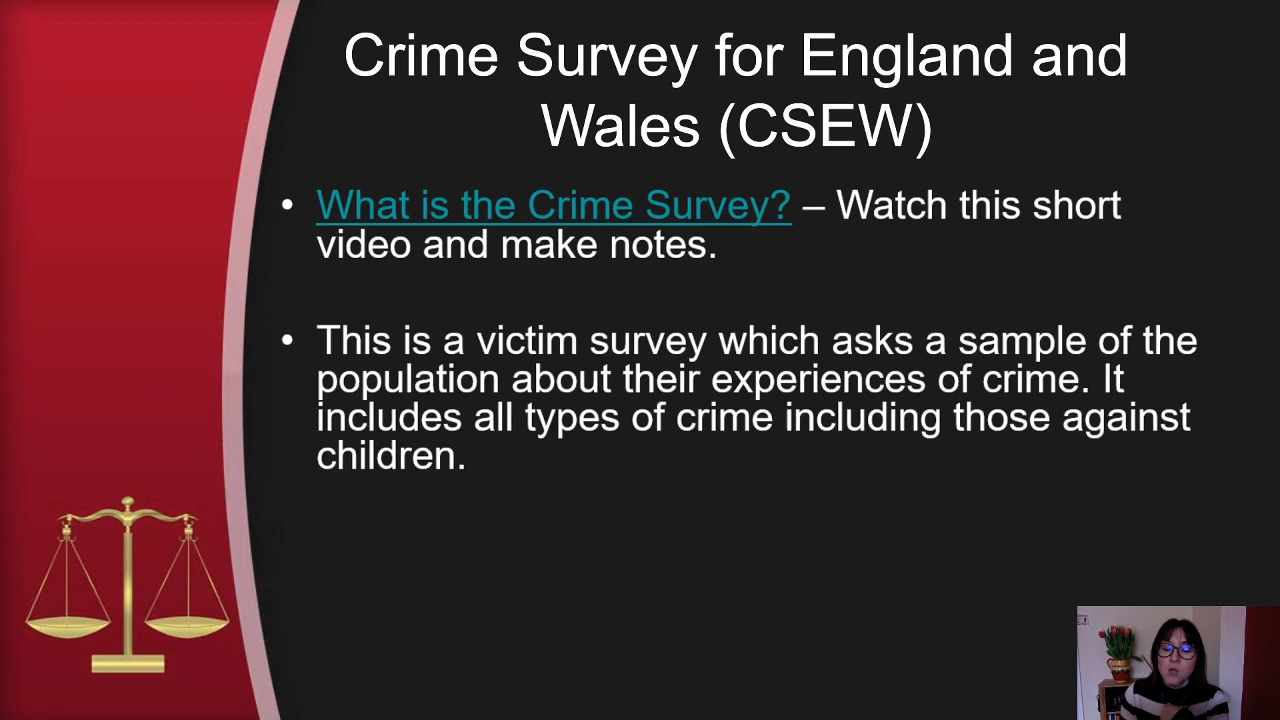 Crime Survey for England and
Wales (CSEW)
• What is the Crime Survey? – Watch this short
video and make notes.
• This is a victim survey which asks a sample of the
population about their experiences of crime. It
includes all types of crime including those against
children.